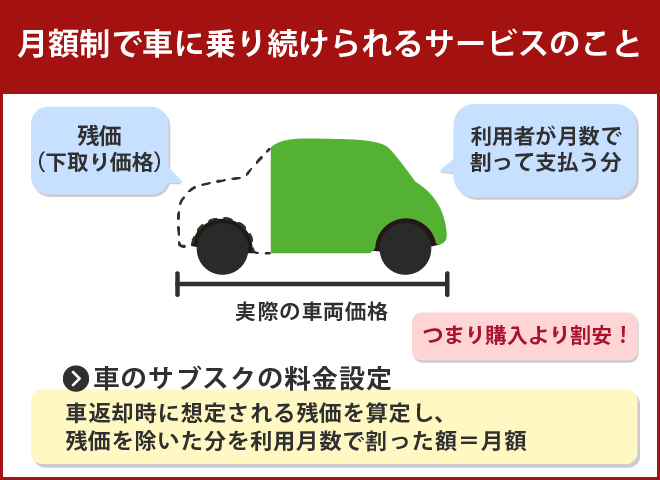 月額制で車に乗り続けられるサービスのこと
残価
（下取り価格）
利用者が月数で
割って支払う分
実際の車両価格
つまり購入より割安！
車のサブスクの料金設定
車返却時に想定される残価を算定し、
残価を除いた分を利用月数で割った額＝月額